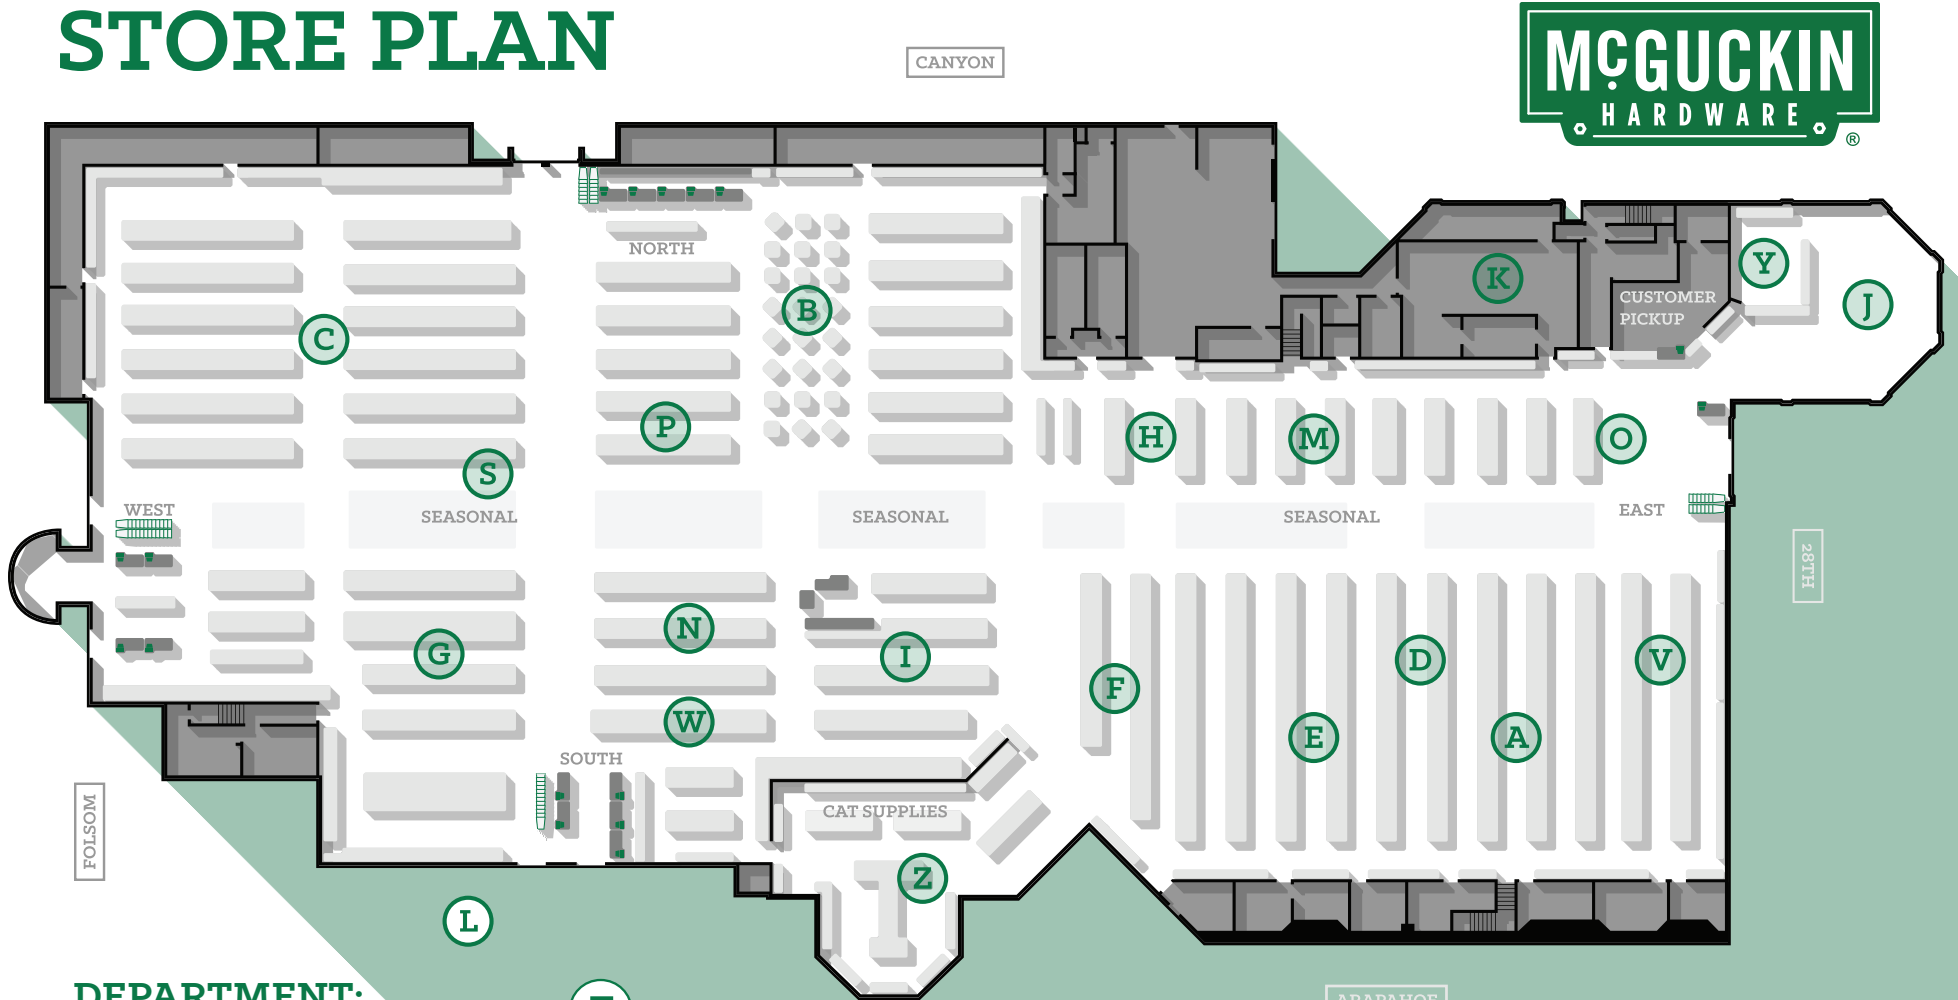 STORE PLAN
CANYON
McGUCKIN
HARDWARE
®
NORTH
K
Y
CUSTOMER
PICKUP
J
B
C
P
H
M
O
S
WEST
SEASONAL
SEASONAL
SEASONAL
EAST
28TH
N
G
I
F
D
V
W
E
A
SOUTH
FOLSOM
CAT SUPPLIES
Z
L
DEPARTMENT:
ARAPAHOE